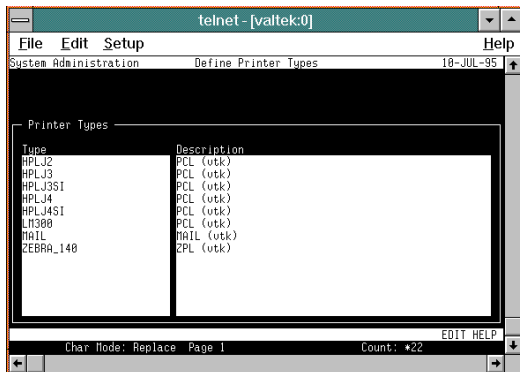 telnet - [valtek:0]
File Edit Setup Help
System Administration Define Printer Types 10-JUL-95
Printer Types
Type Description
HPLJ2 PCL (vtk)
HPLJ3 PCL (vtk)
HPLJ3SI PCL (vtk)
HPLJ4 PCL (vtk)
HPLJ4SI PCL (vtk)
LM300 PCL (vtk)
MAIL MAIL (vtk)
ZEBRA_140 ZPL (vtk)
EDIT HELP
Char Mode: Replace Page 1 Count: *22